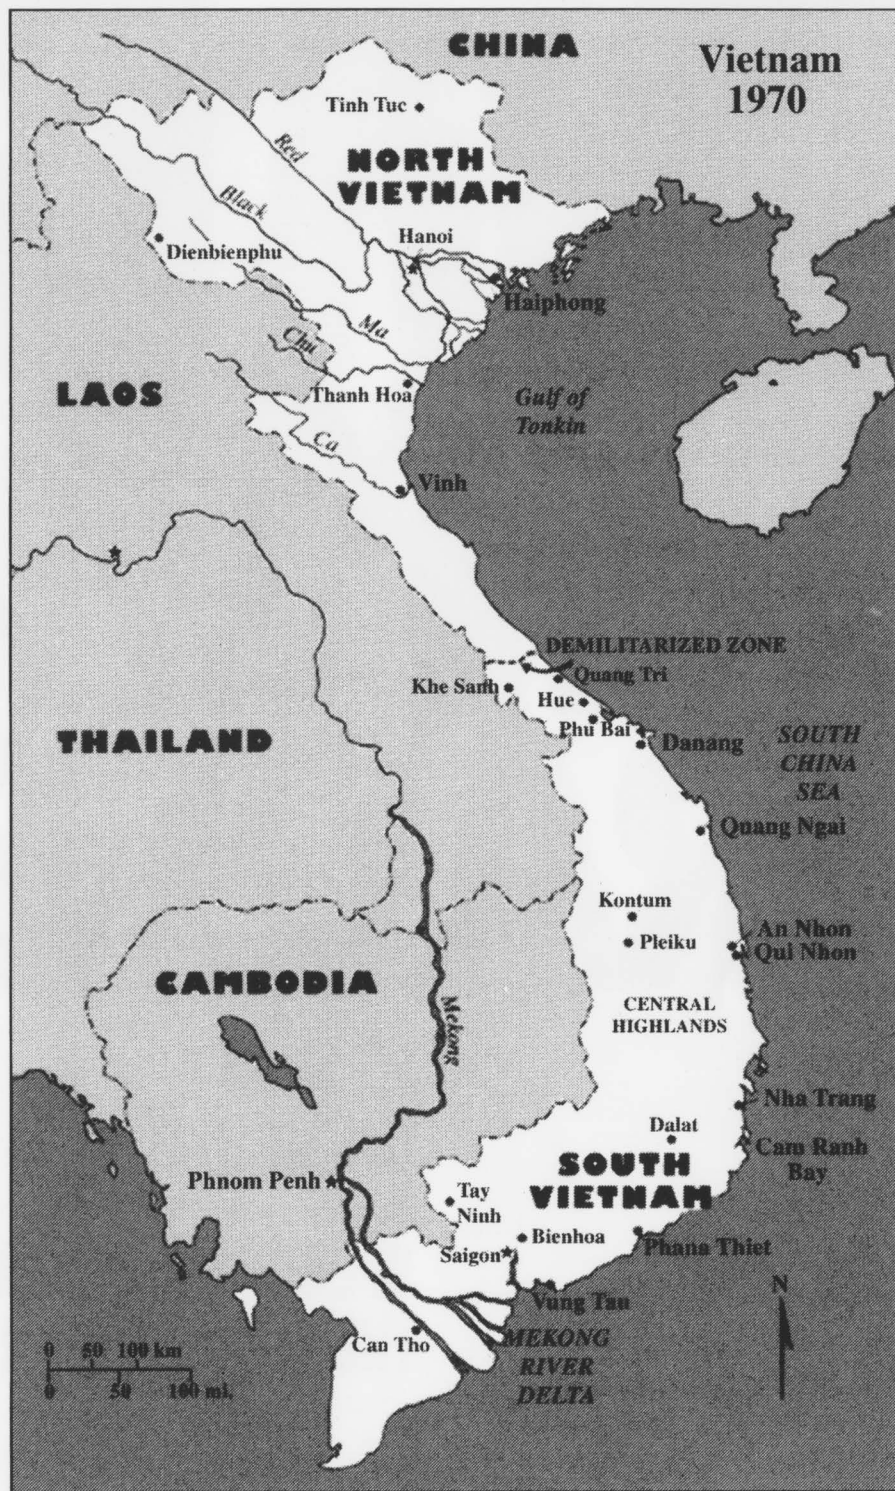 CHINA
Vietnam
1970
Tinh Tuc
Red
NORTH
VIETNAM
Black
Hanoi
Dienbienphu
Haiphong
Ma
Chu
LAOS
Thanh Hoa
Gulf of
Tonkin
Ca
Vinh
DEMILITARIZED ZONE
Quang Tri
Khe Sanh
Hue
Phu Bai
THAILAND
Danang
SOUTH
CHINA
SEA
Quang Ngai
Kontum
An Nhon
Pleiku
Qui Nhon
CAMBODIA
CENTRAL
HIGHLANDS
Mekong
Nha Trang
Dalat
Cam Ranh
Bay
SOUTH
VIETNAM
Phnom Penh
Tay
Ninh
Bienhoa
Phana Thiet
Saigon
N
Vung Tau
Can Tho
MEKONG
RIVER
DELTA
0 50 100 km
0 50 100 mi.